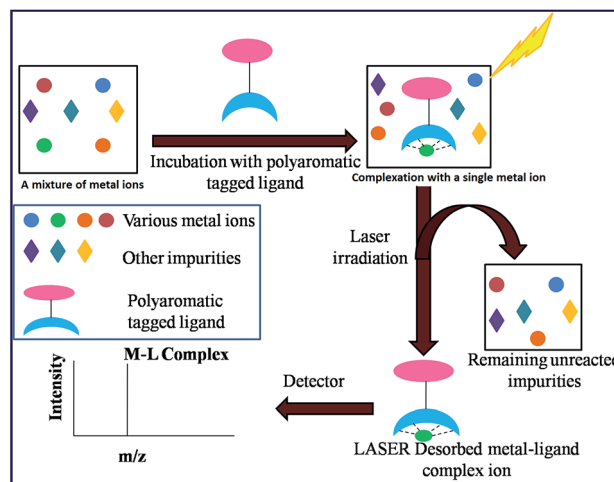 A mixture of metal ions
Incubation with polyaromatic
tagged ligand
Complexation with a single metal ion
Various metal ions
Other impurities
Polyaromatic
tagged ligand
Laser
irradiation
Remaining unreacted
impurities
M-L Complex
Intensity
m/z
Detector
LASER Desorbed metal-ligand
complex ion